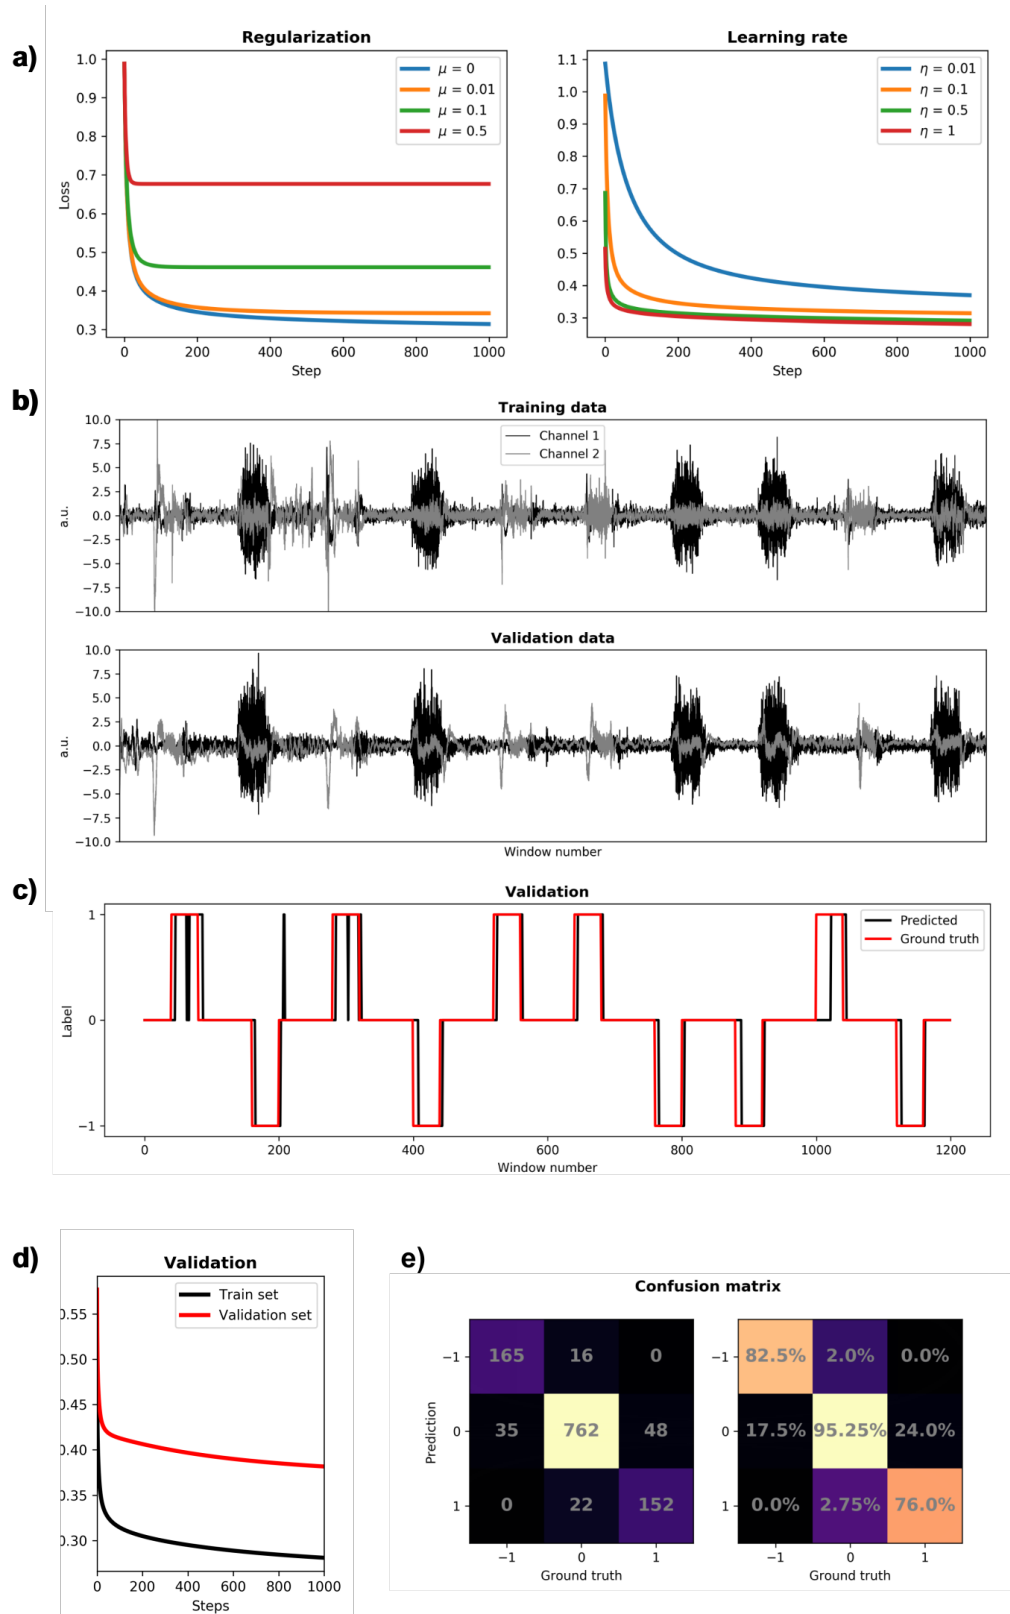 a)
Regularization
1.0
0.9
0.8
0.7
0.6
0.5
0.4
0.3
Loss
μ = 0
μ = 0.01
μ = 0.1
μ = 0.5
0 200 400 600 800 1000
Step
Learning rate
1.1
1.0
0.9
0.8
0.7
0.6
0.5
0.4
0.3
η = 0.01
η = 0.1
η = 0.5
η = 1
0 200 400 600 800 1000
Step
b)
Training data
10.0
7.5
5.0
2.5
0.0
−2.5
−5.0
−7.5
−10.0
a.u.
Channel 1
Channel 2
Validation data
10.0
7.5
5.0
2.5
0.0
−2.5
−5.0
−7.5
−10.0
a.u.
Window number
c)
Validation
1
0
−1
Label
Predicted
Ground truth
0 200 400 600 800 1000 1200
Window number
d)
Validation
0.55
0.50
0.45
0.40
0.35
0.30
Train set
Validation set
0 200 400 600 800 1000
Steps
e)
Confusion matrix
Prediction
−1 165 16 0
0 35 762 48
1 0 22 152
−1 0 1
Ground truth
−1 82.5% 2.0% 0.0%
0 17.5% 95.25% 24.0%
1 0.0% 2.75% 76.0%
−1 0 1
Ground truth